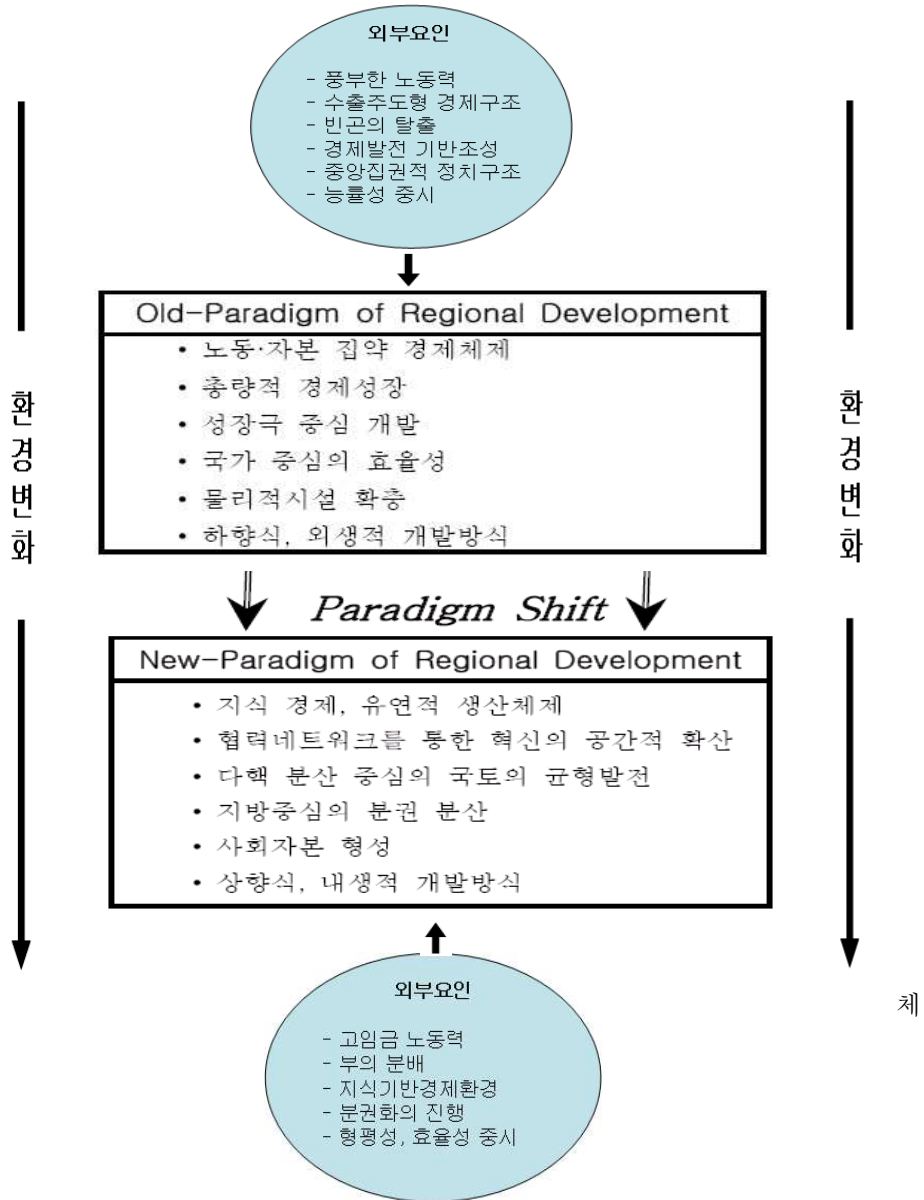 외부요인
- 풍부한 노동력
- 수출주도형 경제구조
- 빈곤의 탈출
- 경제발전 기반조성
- 중앙집권적 정치구조
- 능률성 중시
Old-Paradigm of Regional Development
• 노동·자본 집약 경제체제
• 총량적 경제성장
• 성장극 중심 개발
• 국가 중심의 효율성
• 물리적시설 확충
• 하향식, 외생적 개발방식
환경변화
환경변화
Paradigm Shift
New-Paradigm of Regional Development
• 지식 경제, 유연적 생산체제
• 협력네트워크를 통한 혁신의 공간적 확산
• 다핵 분산 중심의 국토의 균형발전
• 지방중심의 분권 분산
• 사회자본 형성
• 상향식, 내생적 개발방식
외부요인
- 고임금 노동력
- 부의 분배
- 지식기반경제환경
- 분권화의 진행
- 형평성, 효율성 중시
체